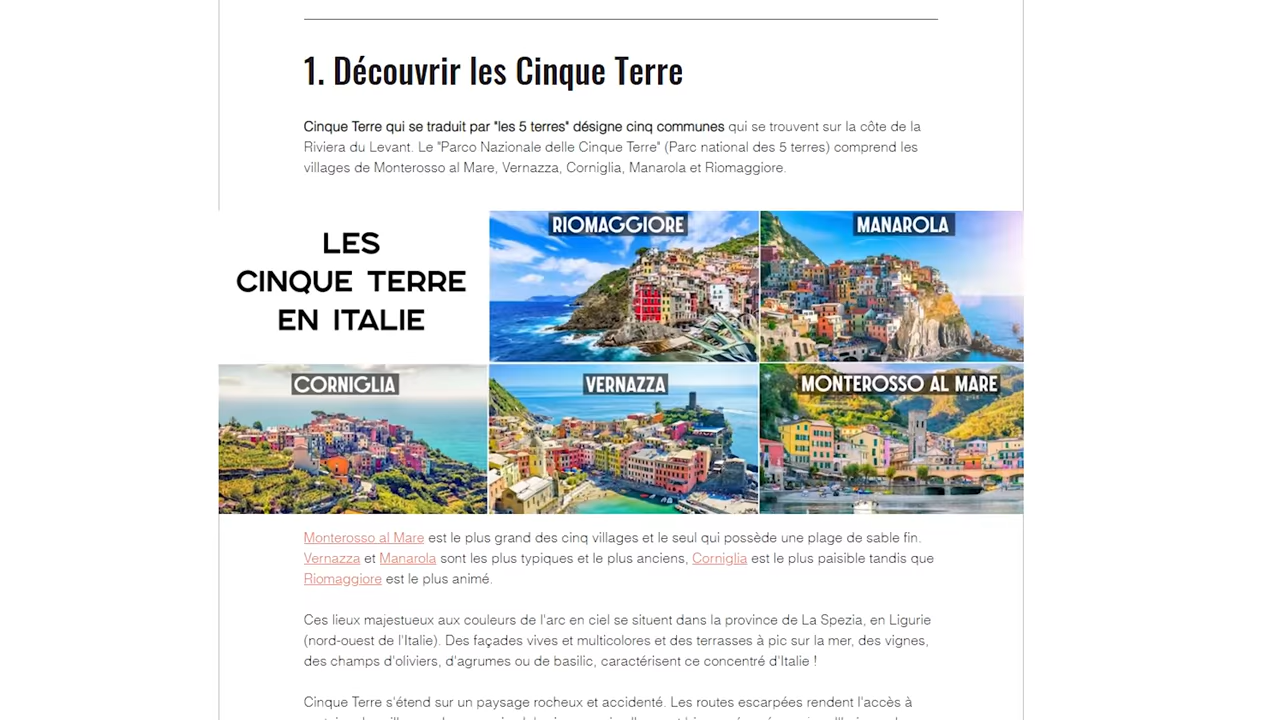 1. Découvrir les Cinque Terre
Cinque Terre qui se traduit par "les 5 terres" désigne cinq communes qui se trouvent sur la côte de la
Riviera du Levant. Le "Parco Nazionale delle Cinque Terre" (Parc national des 5 terres) comprend les
villages de Monterosso al Mare, Vernazza, Corniglia, Manarola et Riomaggiore.
LES
CINQUE TERRE
EN ITALIE
RIOMAGGIORE
MANAROLA
CORNIGLIA
VERNAZZA
MONTEROSSO AL MARE
Monterosso al Mare est le plus grand des cinq villages et le seul qui possède une plage de sable fin.
Vernazza et Manarola sont les plus typiques et le plus anciens, Corniglia est le plus paisible tandis que
Riomaggiore est le plus animé.
Ces lieux majestueux aux couleurs de l'arc en ciel se situent dans la province de La Spezia, en Ligurie
(nord-ouest de l'Italie). Des façades vives et multicolores et des terrasses à pic sur la mer, des vignes,
des champs d'oliviers, d'agrumes ou de basilic, caractérisent ce concentré d'Italie !
Cinque Terre s'étend sur un paysage rocheux et accidenté. Les routes escarpées rendent l'accès à